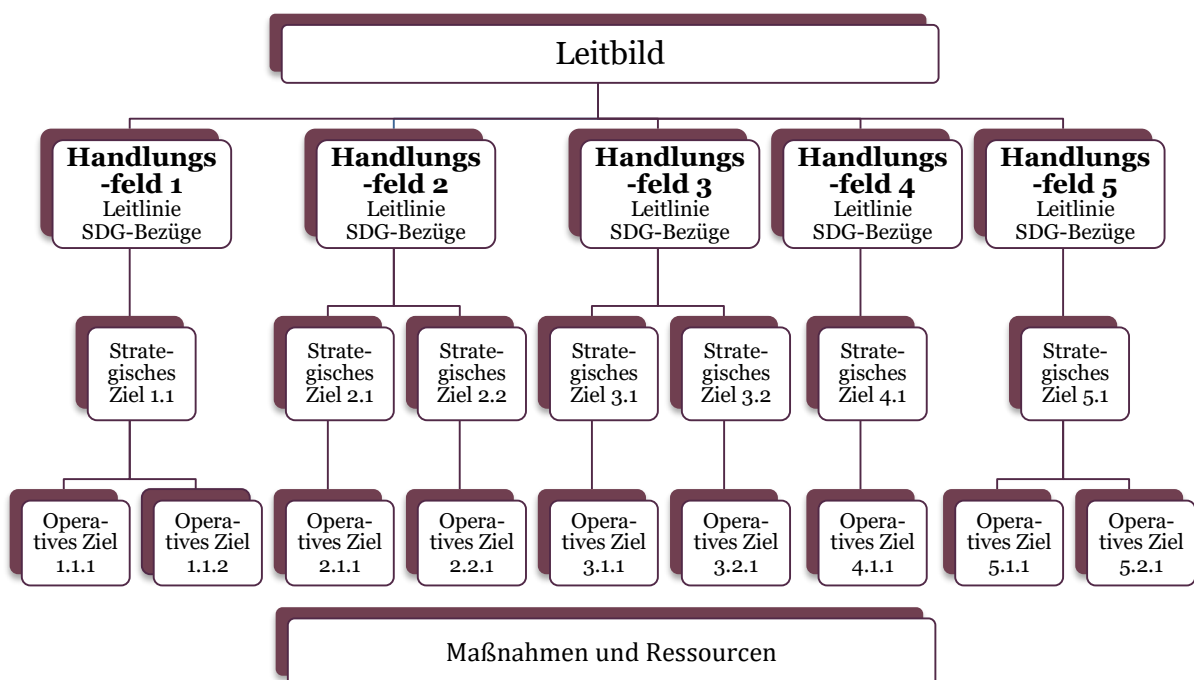 Leitbild
Handlungs
-feld 1
Leitlinie
SDG-Bezüge
Handlungs
-feld 2
Leitlinie
SDG-Bezüge
Handlungs
-feld 3
Leitlinie
SDG-Bezüge
Handlungs
-feld 4
Leitlinie
SDG-Bezüge
Handlungs
-feld 5
Leitlinie
SDG-Bezüge
Strate-
gisches
Ziel 1.1
Strate-
gisches
Ziel 2.1
Strate-
gisches
Ziel 2.2
Strate-
gisches
Ziel 3.1
Strate-
gisches
Ziel 3.2
Strate-
gisches
Ziel 4.1
Strate-
gisches
Ziel 5.1
Opera-
tives Ziel
1.1.1
Opera-
tives Ziel
1.1.2
Opera-
tives Ziel
2.1.1
Opera-
tives Ziel
2.2.1
Opera-
tives Ziel
3.1.1
Opera-
tives Ziel
3.2.1
Opera-
tives Ziel
4.1.1
Opera-
tives Ziel
5.1.1
Opera-
tives Ziel
5.2.1
Maßnahmen und Ressourcen